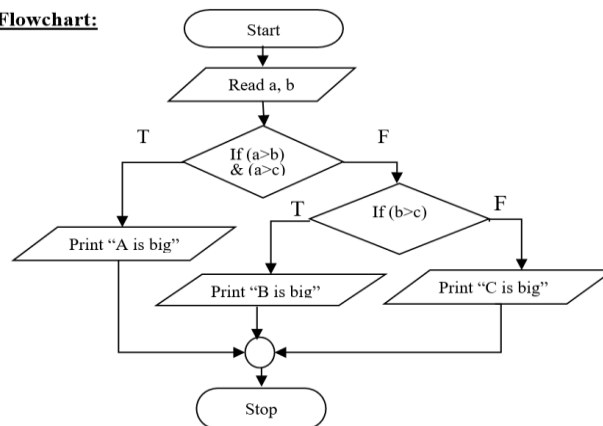 Flowchart:
Start
Read a, b
T
F
If (a>b)
& (a>c)
T
If (b>c)
F
Print “A is big”
Print “B is big”
Print “C is big”
Stop